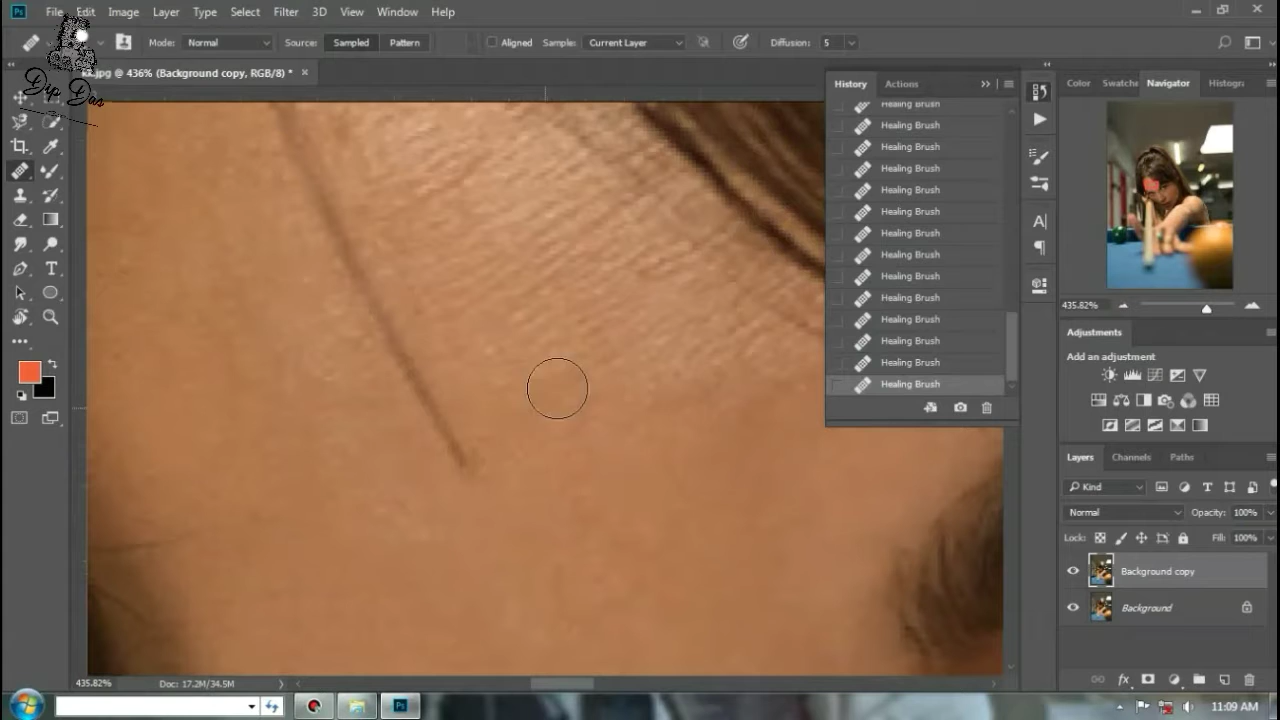 Ps File Edit Image Layer Type Select Filter 3D View Window Help
Mode: Normal Source: Sampled Pattern Aligned Sample: Current Layer Diffusion: 5
.jpg @ 436% (Background copy, RGB/8) * ×
Dip Das
History Actions
Healing Brush
Healing Brush
Healing Brush
Healing Brush
Healing Brush
Healing Brush
Healing Brush
Healing Brush
Healing Brush
Healing Brush
Healing Brush
Healing Brush
Healing Brush
Healing Brush
Color Swatche Navigator Histogr
435.82%
Adjustments
Add an adjustment
Layers Channels Paths
Kind
Normal Opacity: 100%
Lock: Fill: 100%
Background copy
Background
435.82% Doc: 17.2M/34.5M
Ps
11:09 AM